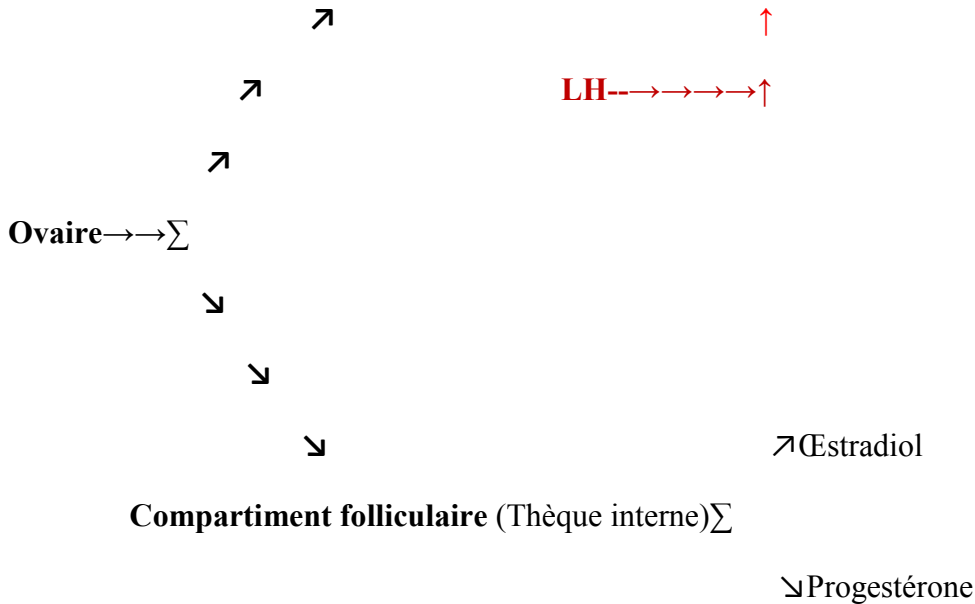 ↗ ↑
↗ LH--→→→→↑
↗
Ovaire→→∑
↘
↘
↘ ↗Œstradiol
Compartiment folliculaire (Thèque interne)∑
↘Progestérone